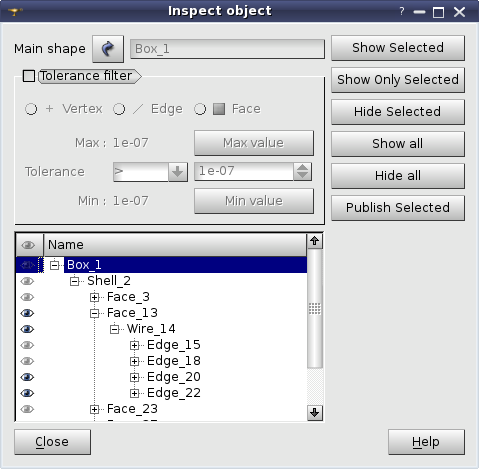 Inspect object
?
Main shape Box_1 Show Selected
Tolerance filter Show Only Selected
+ Vertex Edge Face Hide Selected
Max : 1e-07 Max value Show all
Tolerance > 1e-07 Hide all
Min : 1e-07 Min value Publish Selected
Name
Box_1
Shell_2
Face_3
Face_13
Wire_14
Edge_15
Edge_18
Edge_20
Edge_22
Face_23
Close Help